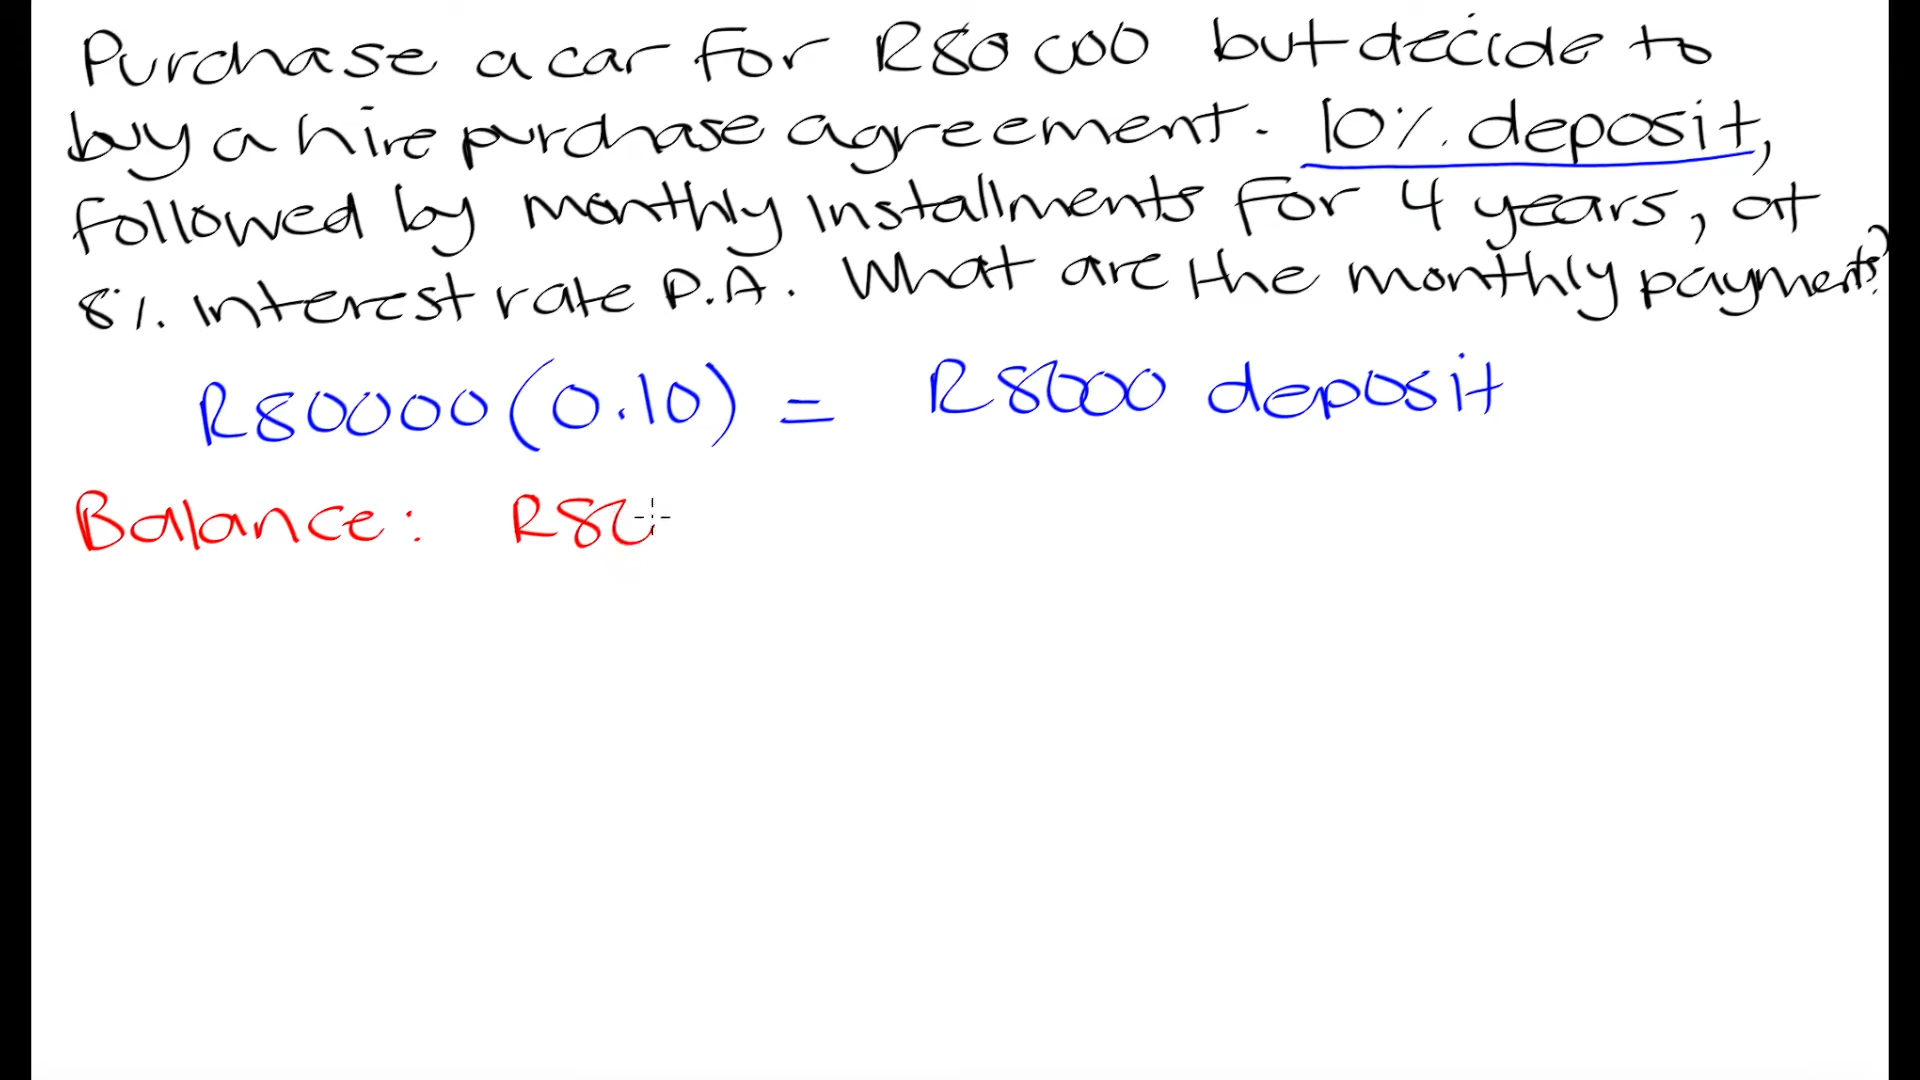 Purchase a car for R80 000 but decide to
buy a hire purchase agreement. 10% deposit,
followed by monthly installments for 4 years, at
8% interest rate P.A. What are the monthly payments?
R80000(0.10) = R8000 deposit
Balance: R80